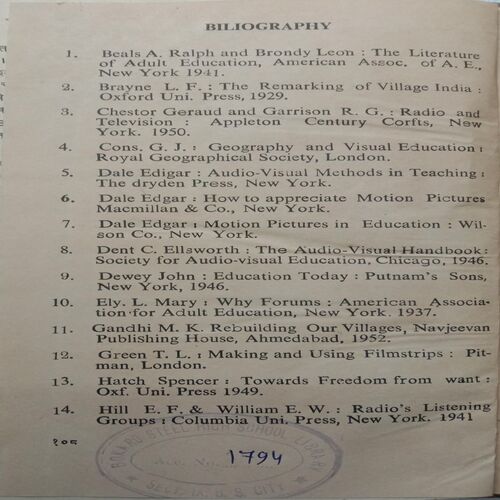 BILIOGRAPHY
1. Beals A. Ralph and Brondy Leon : The Literature
of Adult Education, American Assoc. of A. E.,
New York 1941.
2. Brayne L. F. : The Remarking of Village India :
Oxford Uni. Press, 1929.
3. Chestor Geraud and Garrison R. G. : Radio and
Television : Appleton Century Corfts, New
York. 1950.
4. Cons. G. J. : Geography and Visual Education :
Royal Geographical Society, London.
5. Dale Edigar : Audio-Visual Methods in Teaching :
The dryden Press, New York.
6. Dale Edgar : How to appreciate Motion Pictures
Macmillan & Co., New York.
7. Dale Edgar : Motion Pictures in Education : Wil-
son Co., New York.
8. Dent C. Ellsworth : The Audio-Visual Handbook :
Society for Audio-visual Education, Chicago, 1946.
9. Dewey John : Education Today : Putnam's Sons,
New York, 1946.
10. Ely. L. Mary : Why Forums : American Associa-
tion for Adult Education, New York. 1937.
11. Gandhi M. K. Rebuilding Our Villages, Navjeevan
Publishing House, Ahmedabad, 1952.
12. Green T. L. : Making and Using Filmstrips : Pit-
man, London.
13. Hatch Spencer : Towards Freedom from want :
Oxf. Uni. Press 1949.
14. Hill E. F. & William E. W. : Radio's Listening
Groups : Columbia Uni. Press, New York. 1941
१०८
BOKARO STEEL HIGH SCHOOL LIBRARY
Acc. No.
1794
CITY